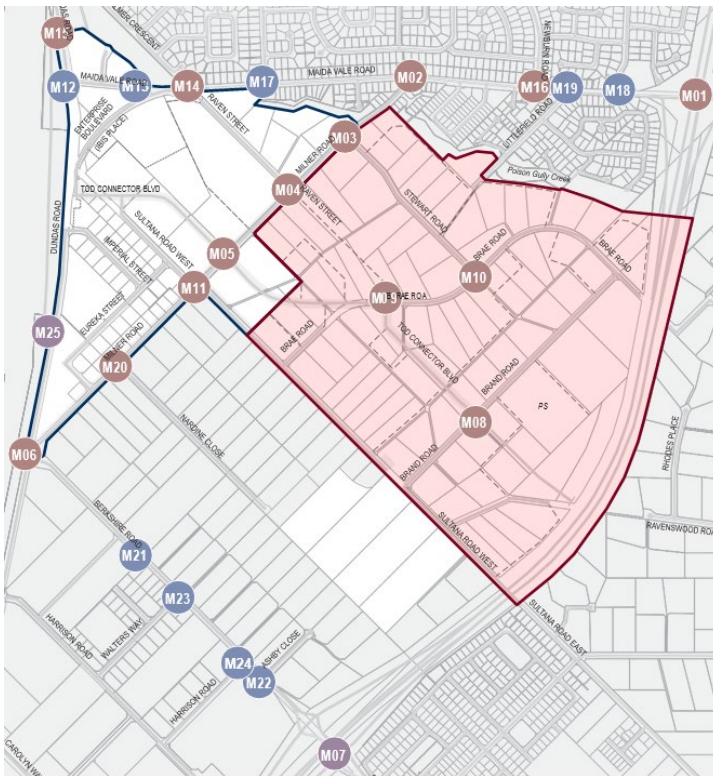 M15
MAIDA VALE ROAD
M12
M13
M14
M17
MAIDA VALE ROAD
M02
NEWBURN ROAD
M16
M19
M18
M01
ENTERPRISE
BOULEVARD
(IBIS PLACE)
RAVEN STREET
LITTLEFIELD ROAD
MILNER ROAD
M03
Poison Gully Creek
TOD CONNECTOR BLVD
M04
RAVEN STREET
STEWART ROAD
DUNDAS ROAD
SULTANA ROAD WEST
IMPERIAL STREET
M05
BRAE ROAD
BRAE ROAD
M10
M11
M09
BRAE ROA
EUREKA STREET
M25
MILNER ROAD
BRAE ROAD
TOD CONNECTOR BLVD
M20
BRAND ROAD
PS
NARDINE CLOSE
M08
M06
BRAND ROAD
RHODES PLACE
BERKSHIRE ROAD
SULTANA ROAD WEST
RAVENSWOOD ROA
M21
M23
HARRISON ROAD
WALTERS WAY
SULTANA ROAD EAST
M24
ASHBY CLOSE
M22
HARRISON ROAD
CAROLYN WA
M07